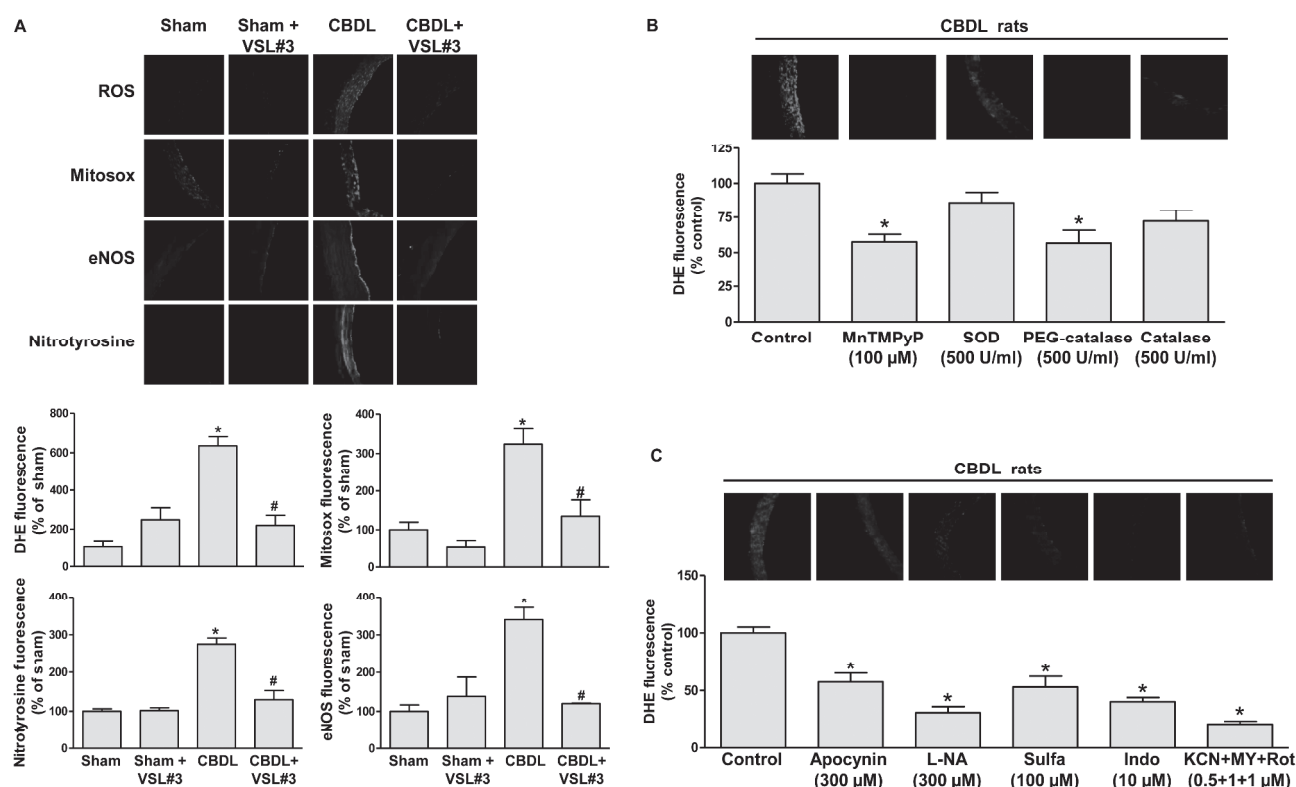 A
Sham
Sham + VSL#3
CBDL
CBDL+ VSL#3
ROS
Mitosox
eNOS
Nitrotyrosine
DHE fluorescence (% of sham)
800
600
400
200
0
*
#
Mitosox fluorescence (% of sham)
400
300
200
100
0
*
#
Nitrotyrosine fluorescence (% of sham)
400
300
200
100
0
*
#
Sham
Sham + VSL#3
CBDL
CBDL+ VSL#3
eNOS fluorescence (% of sham)
400
300
200
100
0
*
#
Sham
Sham + VSL#3
CBDL
CBDL+ VSL#3
B
CBDL rats
DHE fluorescence (% control)
125
100
75
50
25
0
*
*
Control
MnTMPyP (100 µM)
SOD (500 U/ml)
PEG-catalase (500 U/ml)
Catalase (500 U/ml)
C
CBDL rats
DHE fluorescence (% control)
150
100
50
0
*
*
*
*
*
Control
Apocynin (300 µM)
L-NA (300 µM)
Sulfa (100 µM)
Indo (10 µM)
KCN+MY+Rot (0.5+1+1 µM)